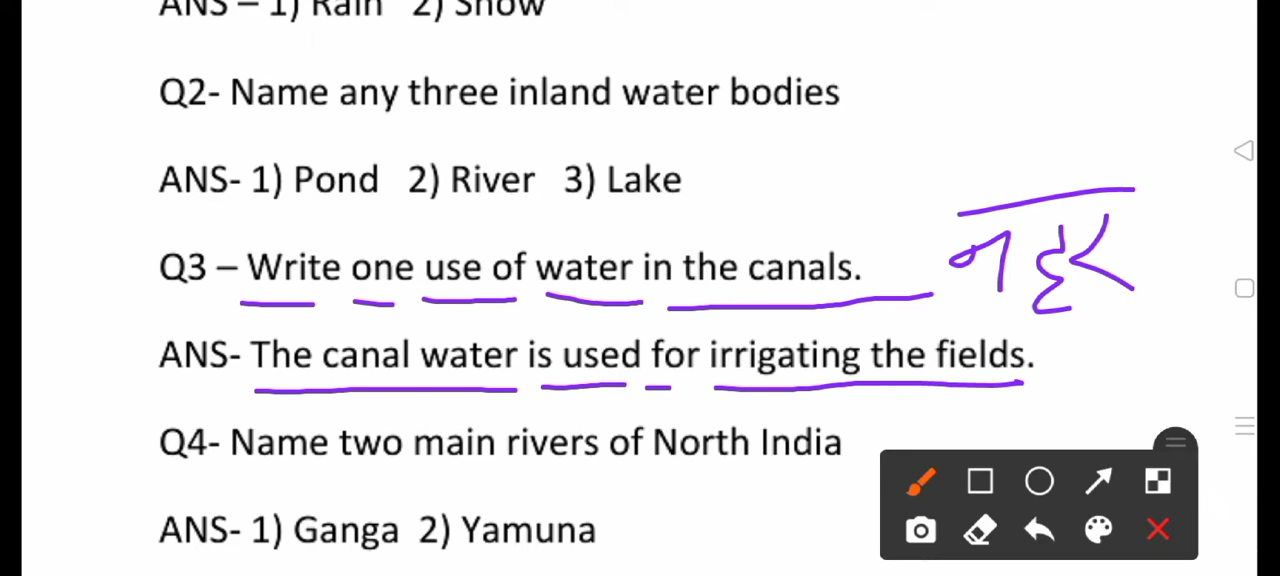 ANS – 1) Rain 2) Snow
Q2- Name any three inland water bodies
ANS- 1) Pond 2) River 3) Lake
Q3 – Write one use of water in the canals.
नहर
ANS- The canal water is used for irrigating the fields.
Q4- Name two main rivers of North India
ANS- 1) Ganga 2) Yamuna